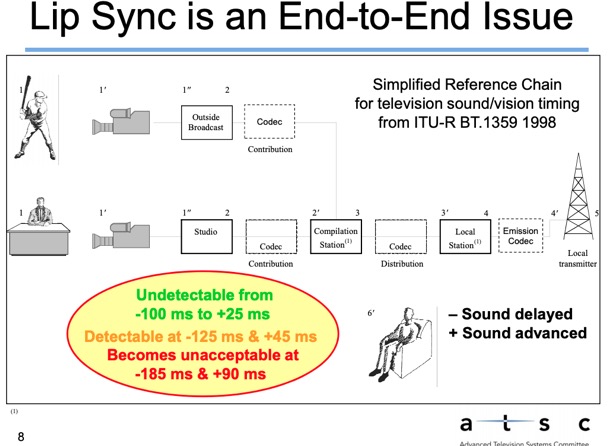 Lip Sync is an End-to-End Issue
Simplified Reference Chain
for television sound/vision timing
from ITU-R BT.1359 1998
1 1′ 1″ 2
Outside
Broadcast
Codec
Contribution
1 1′ 1″ 2 2′ 3 3′ 4 4′ 5
Studio
Codec
Contribution
Compilation
Station(1)
Codec
Distribution
Local
Station(1)
Emission
Codec
Local
transmitter
Undetectable from
-100 ms to +25 ms
Detectable at -125 ms & +45 ms
Becomes unacceptable at
-185 ms & +90 ms
6′
– Sound delayed
+ Sound advanced
(1)
8
a t s c
Advanced Television Systems Committee